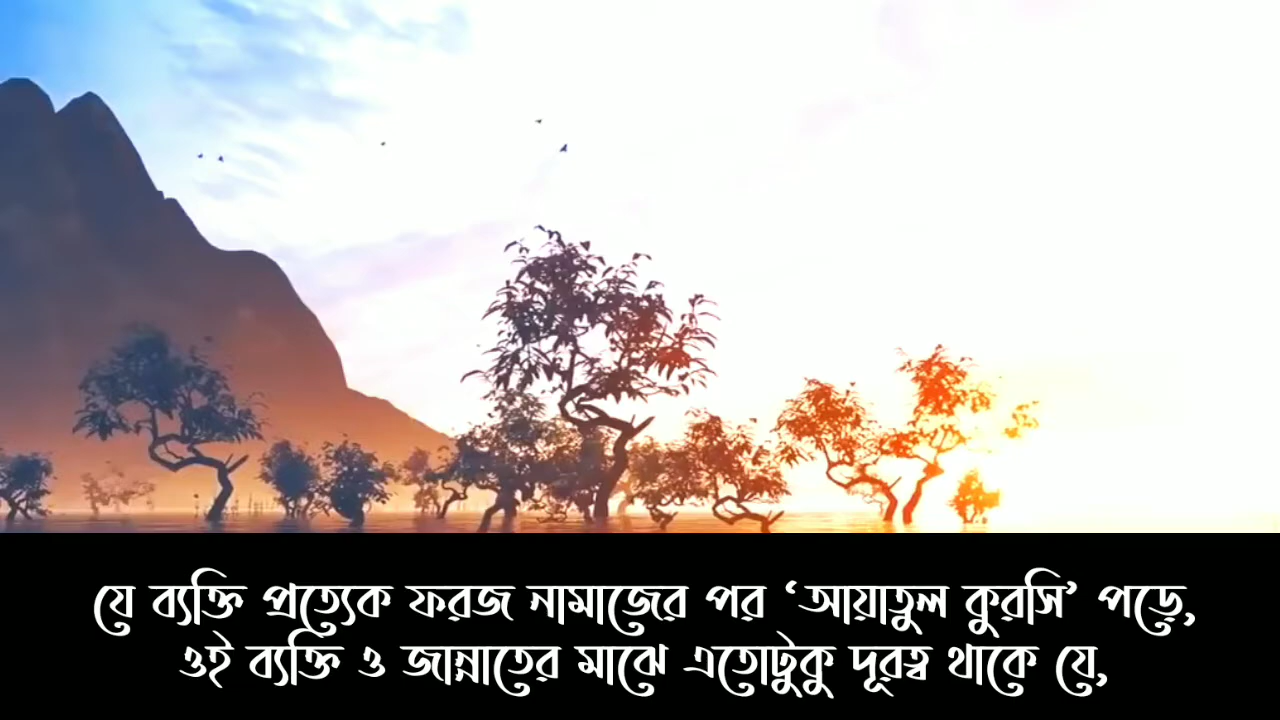 যে ব্যক্তি প্রত্যেক ফরজ নামাজের পর ‘আয়াতুল কুরসি’ পড়ে,
ওই ব্যক্তি ও জান্নাতের মাঝে এতোটুকু দূরত্ব থাকে যে,